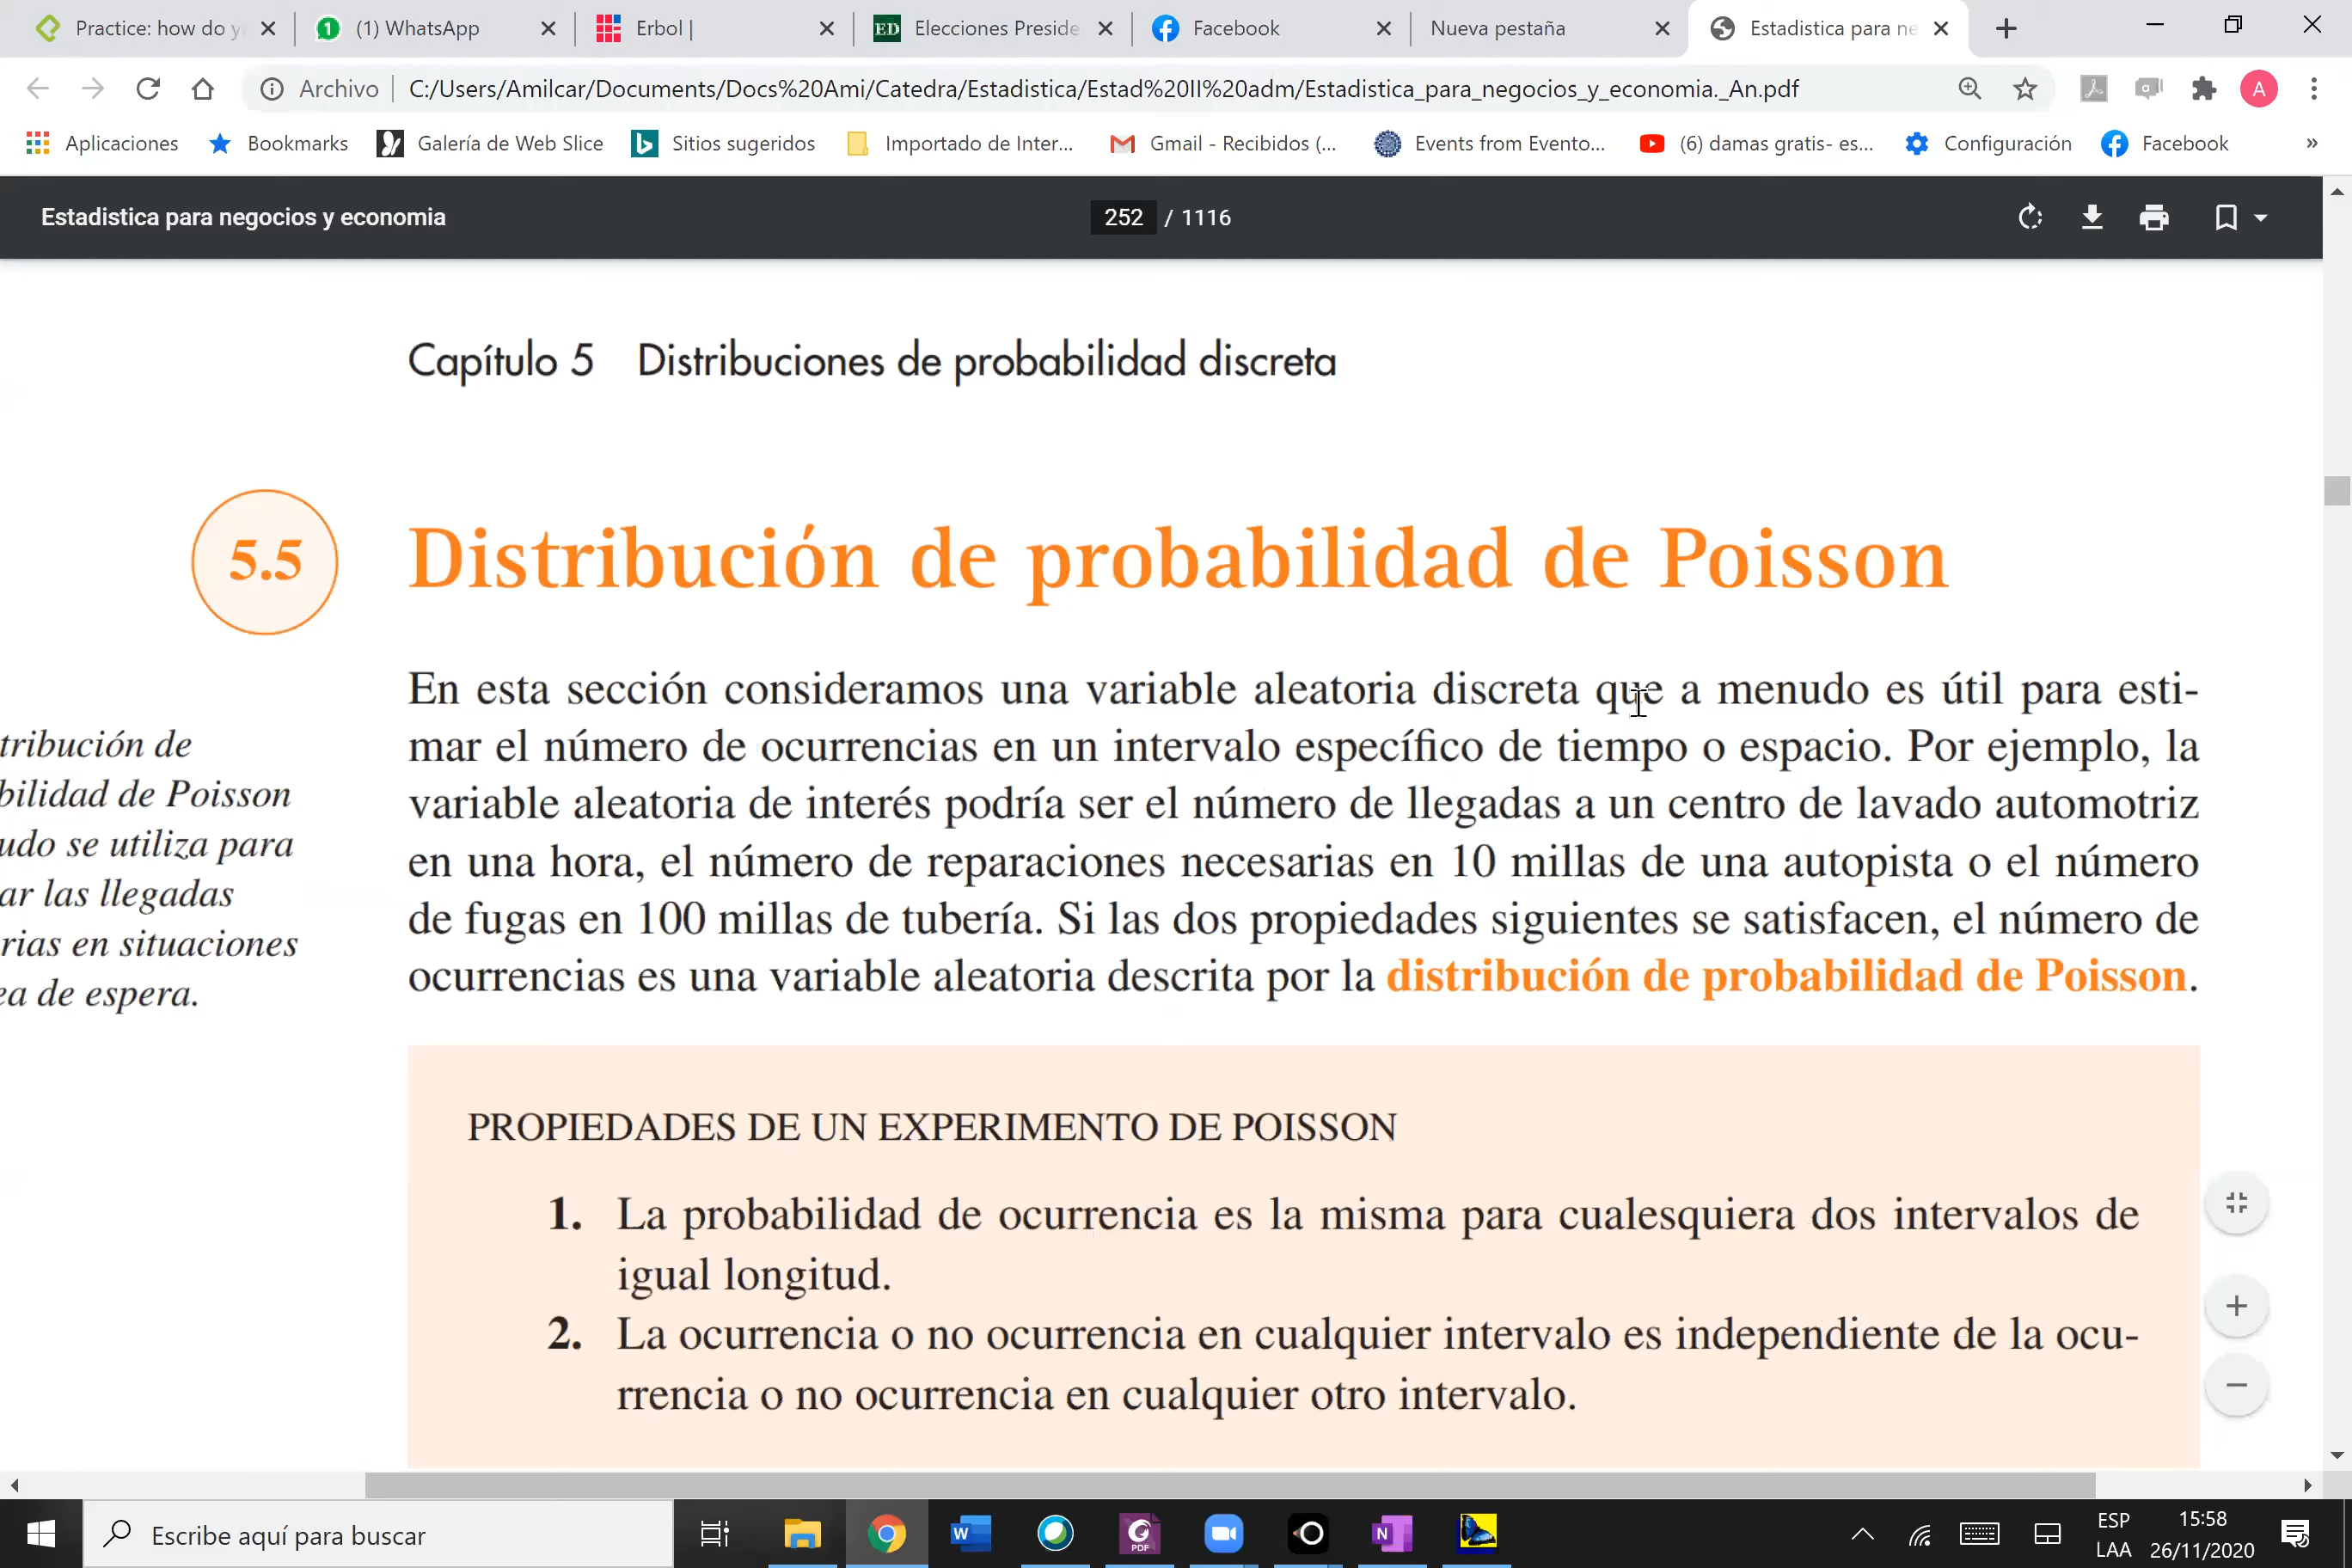 Practice: how do y
(1) WhatsApp
Erbol |
Elecciones Preside
Facebook
Nueva pestaña
Estadistica para ne
Archivo
C:/Users/Amilcar/Documents/Docs%20Ami/Catedra/Estadistica/Estad%20II%20adm/Estadistica_para_negocios_y_economia._An.pdf
A
Aplicaciones
Bookmarks
Galería de Web Slice
Sitios sugeridos
Importado de Inter...
Gmail - Recibidos (...
Events from Evento...
(6) damas gratis- es...
Configuración
Facebook
»
Estadistica para negocios y economia
252 / 1116
Capítulo 5 Distribuciones de probabilidad discreta
5.5 Distribución de probabilidad de Poisson
En esta sección consideramos una variable aleatoria discreta que a menudo es útil para esti-
mar el número de ocurrencias en un intervalo específico de tiempo o espacio. Por ejemplo, la
variable aleatoria de interés podría ser el número de llegadas a un centro de lavado automotriz
en una hora, el número de reparaciones necesarias en 10 millas de una autopista o el número
de fugas en 100 millas de tubería. Si las dos propiedades siguientes se satisfacen, el número de
ocurrencias es una variable aleatoria descrita por la distribución de probabilidad de Poisson.
tribución de
bilidad de Poisson
udo se utiliza para
ar las llegadas
rias en situaciones
ea de espera.
PROPIEDADES DE UN EXPERIMENTO DE POISSON
1. La probabilidad de ocurrencia es la misma para cualesquiera dos intervalos de
igual longitud.
2. La ocurrencia o no ocurrencia en cualquier intervalo es independiente de la ocu-
rrencia o no ocurrencia en cualquier otro intervalo.
Escribe aquí para buscar
ESP
LAA
15:58
26/11/2020